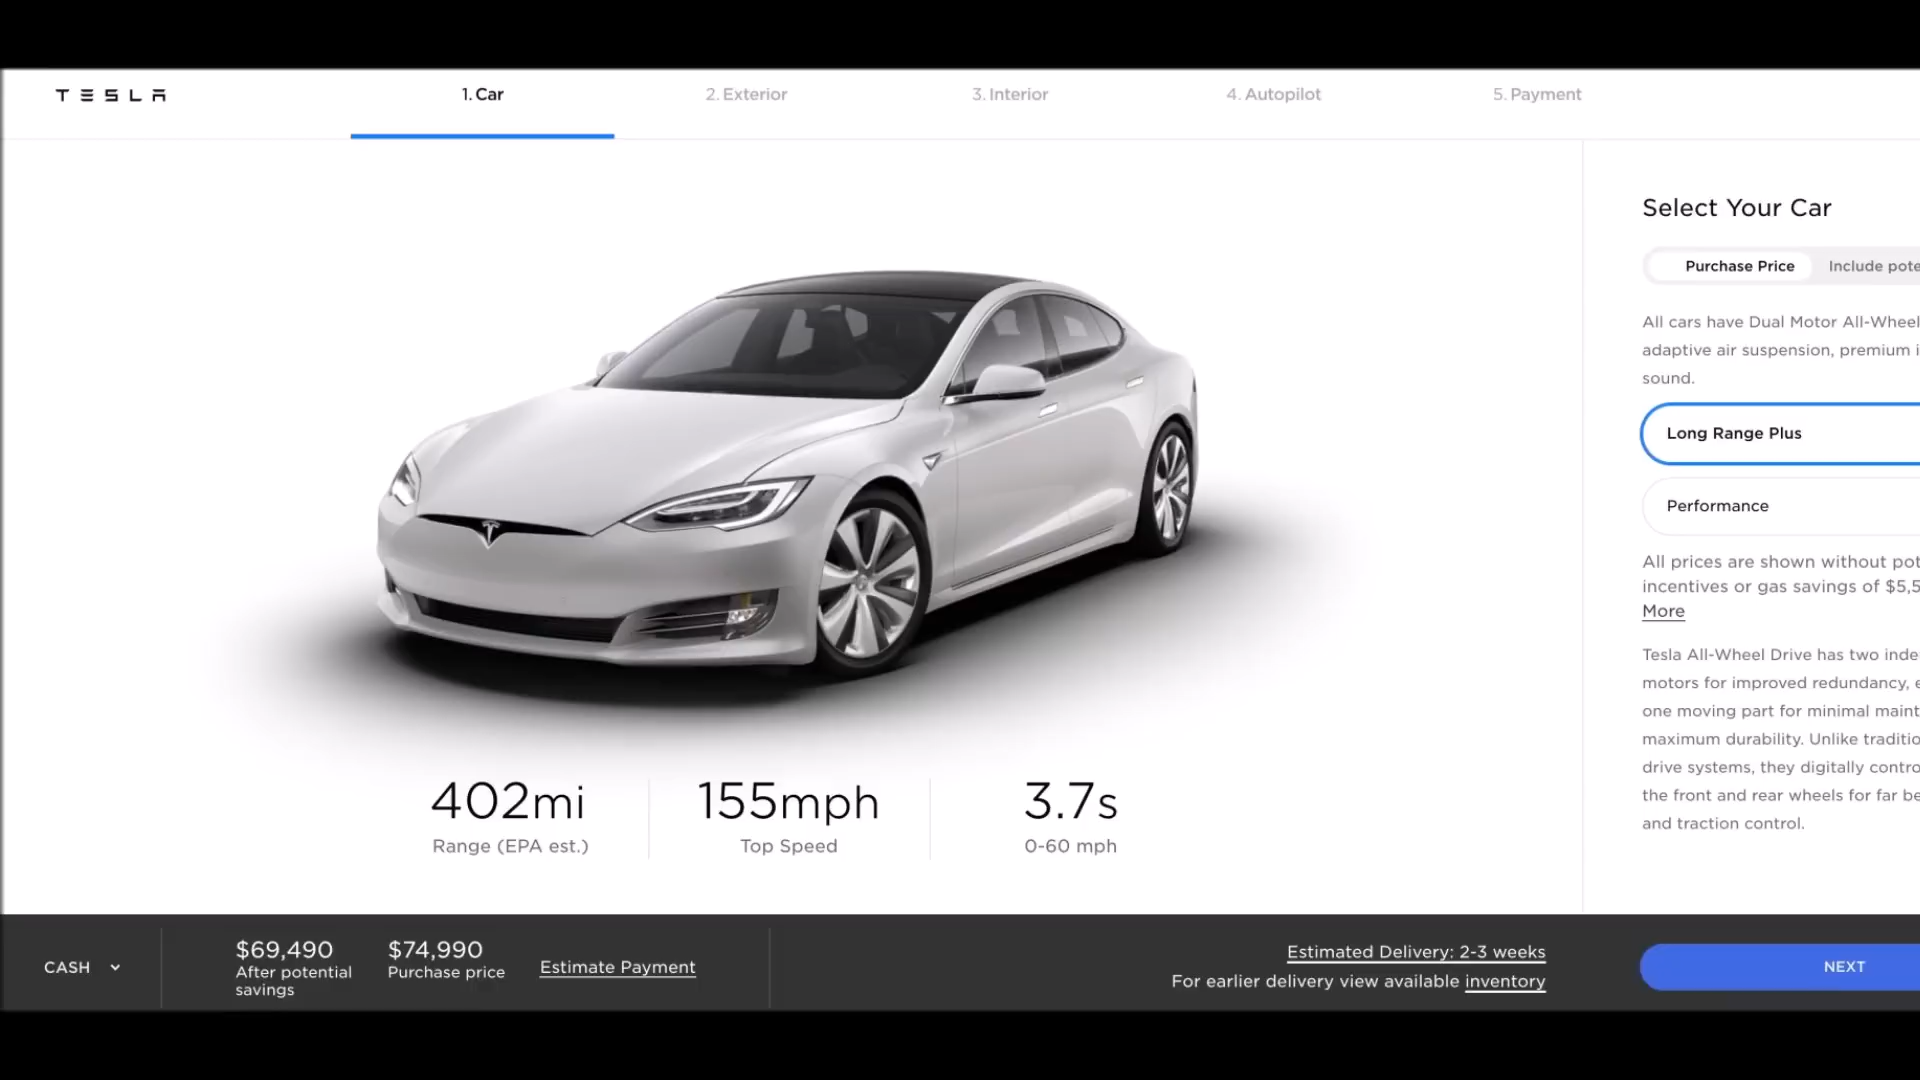 TESLA
1. Car
2. Exterior
3. Interior
4. Autopilot
5. Payment
Select Your Car
Purchase Price
Include
All cars have Dual Motor All-Wheel
adaptive air suspension, premium
sound.
Long Range Plus
Performance
All prices are shown without
incentives or gas savings of
More
Tesla All-Wheel Drive has two
motors for improved redundancy,
one moving part for minimal
maximum durability. Unlike
drive systems, they digitally
the front and rear wheels for far
and traction control.
402mi
Range (EPA est.)
155mph
Top Speed
3.7s
0-60 mph
CASH
$69,490
After potential
savings
$74,990
Purchase price
Estimate Payment
Estimated Delivery: 2-3 weeks
For earlier delivery view available inventory
NEXT